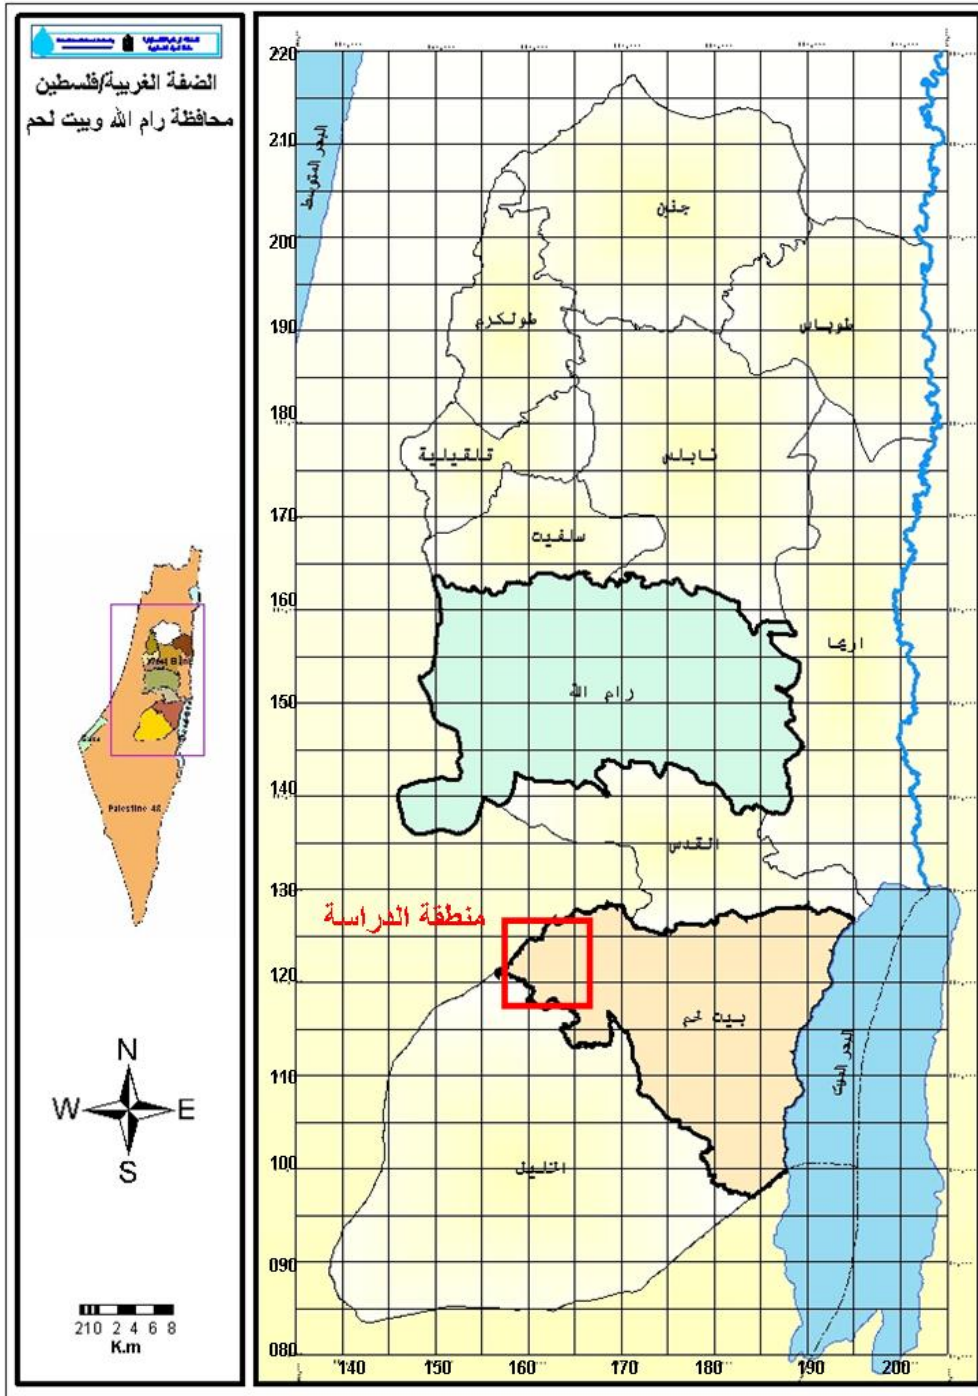 الضفة الغربية/فلسطين
محافظة رام الله وبيت لحم
West Bank
Palestine 48
N
W E
S
210 2 4 6 8
K.m
220
210
200
190
180
170
160
150
140
130
120
110
100
090
080
البحر المتوسط
جنين
طولكرم
طوباس
قلقيلية
نابلس
سلفيت
اريحا
رام الله
القدس
منطقة الدراسة
بيت لحم
البحر الميت
الخليل
140 150 160 170 180 190 200